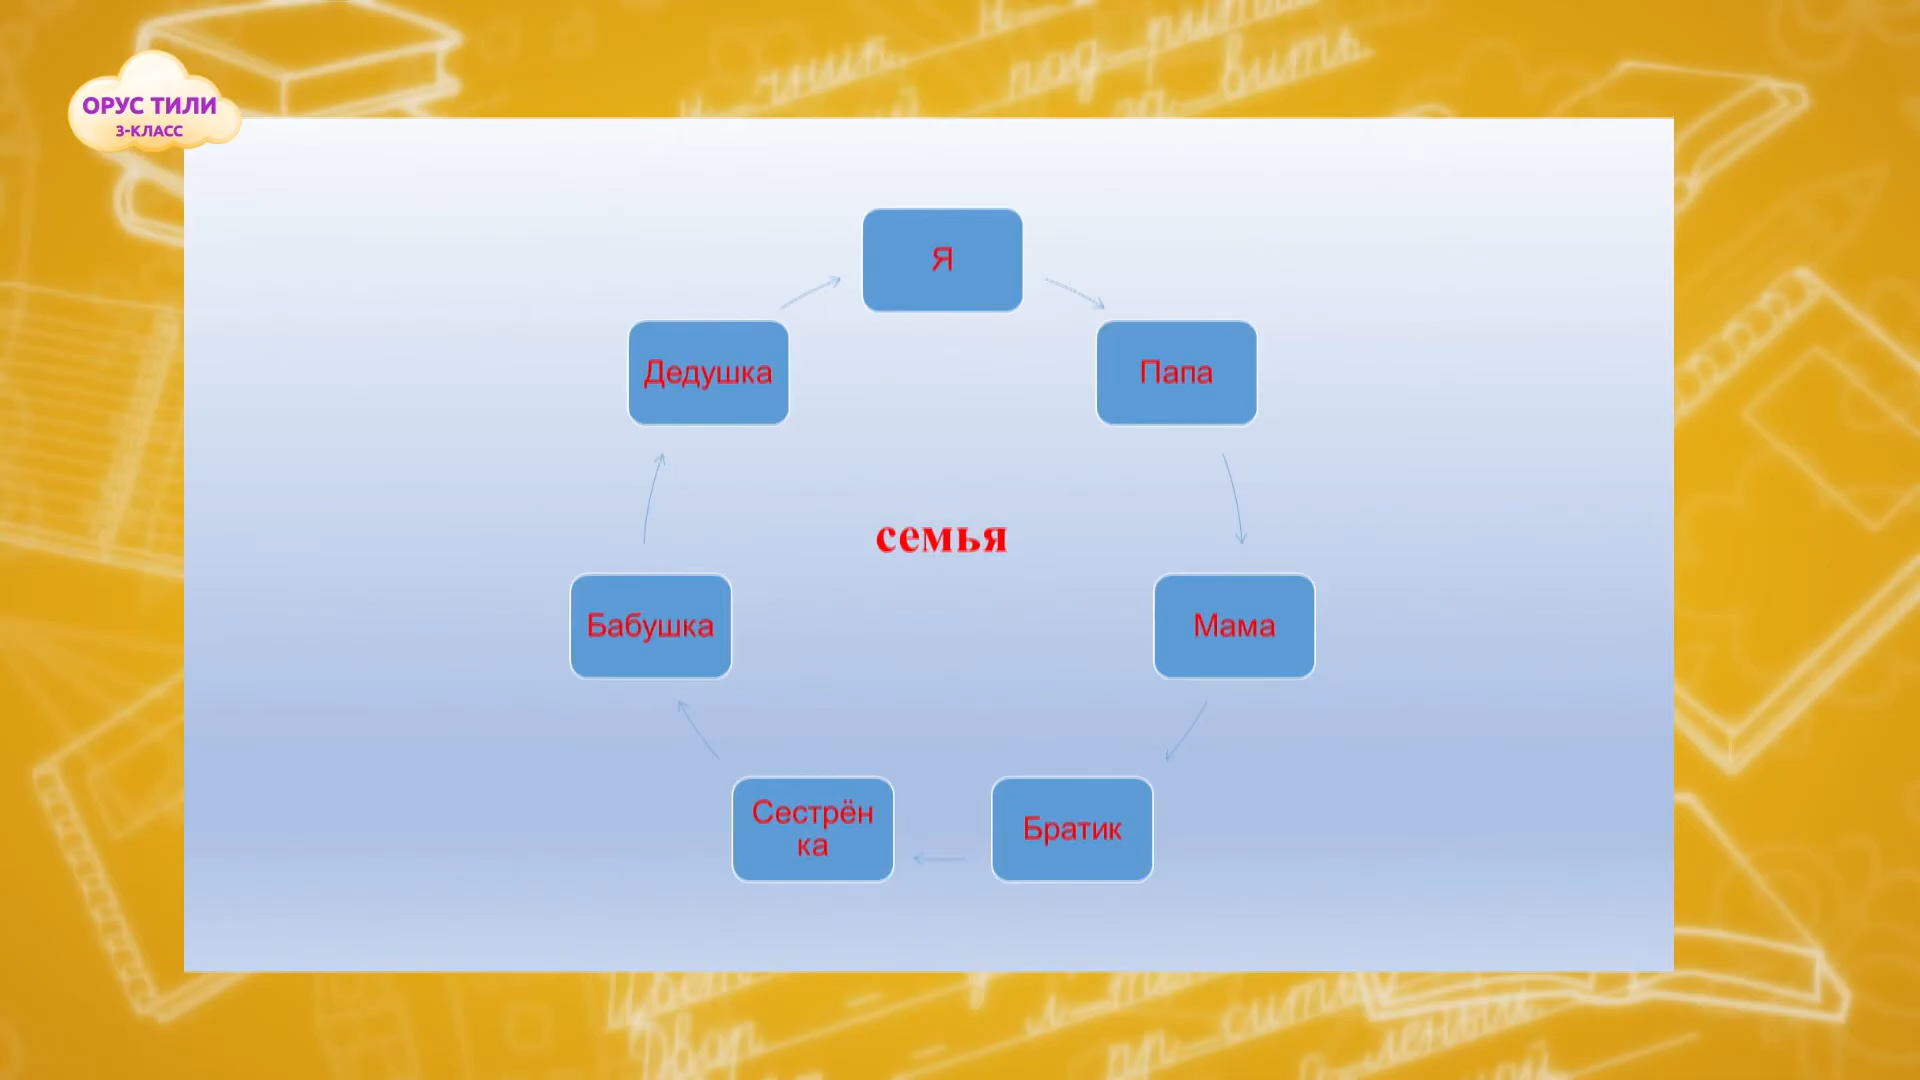 ОРУС ТИЛИ
3-КЛАСС
Я
Дедушка
Папа
семья
Бабушка
Мама
Сестрён
ка
Братик